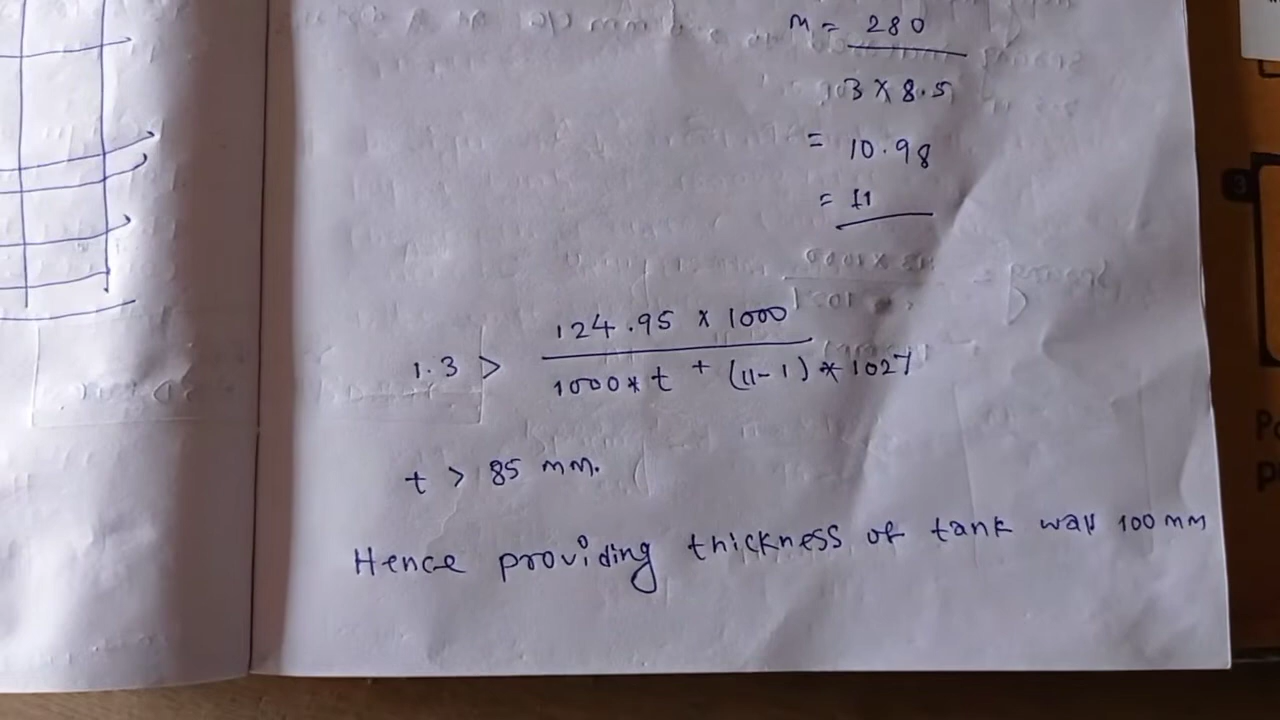 m = 280
3 x 8.5
= 10.98
= 11
124.95 x 1000
1.3 >
1000 * t + (11-1) * 1027
t > 85 mm.
Hence providing thickness of tank wall 100 mm